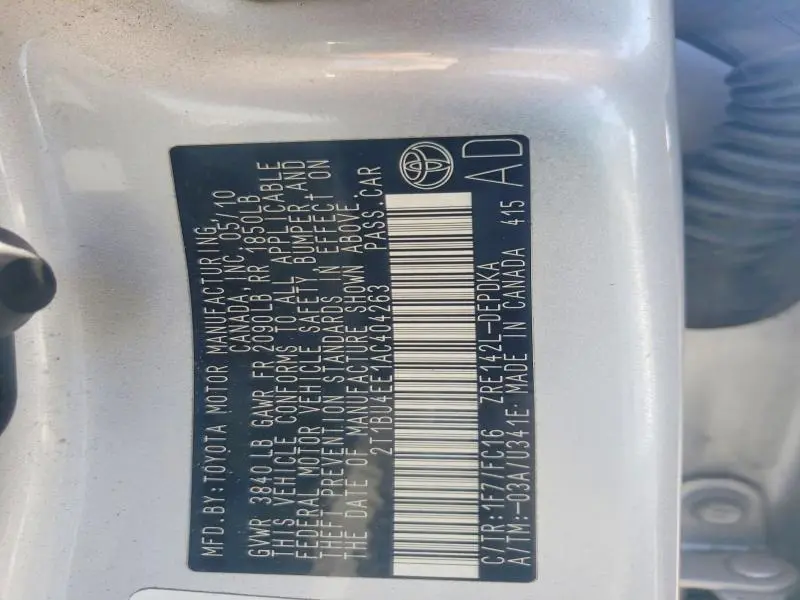 MFD.BY:TOYOTA MOTOR MANUFACTURING,
CANADA, INC. 05/10
GVWR 3840LB GAWR FR 2090LB RR 1850LB
THIS VEHICLE CONFORMS TO ALL APPLICABLE
FEDERAL MOTOR VEHICLE SAFETY, BUMPER, AND
THEFT PREVENTION STANDARDS IN EFFECT ON
THE DATE OF MANUFACTURE SHOWN ABOVE.
2T1BU4EE1AC404263 PASS.CAR
C/TR:1F7/FC16 ZRE142L-DEPDKA
A/TM:-03A/U341E MADE IN CANADA 415
AD